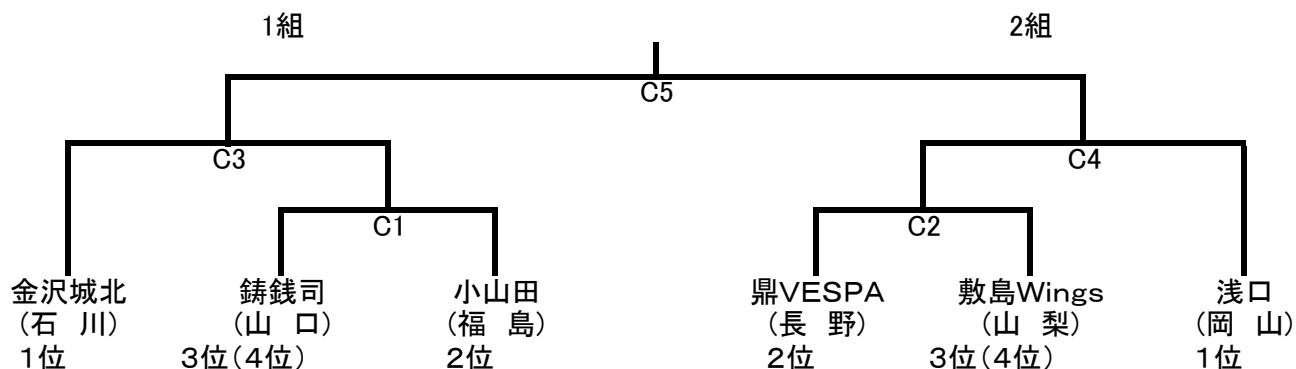 1組 2組
C5
C3 C4
C1 C2
金沢城北 鋳銭司 小山田 鼎VESPA 敷島Wings 浅口
(石 川) (山 口) (福 島) (長 野) (山 梨) (岡 山)
1位 3位(4位) 2位 2位 3位(4位) 1位